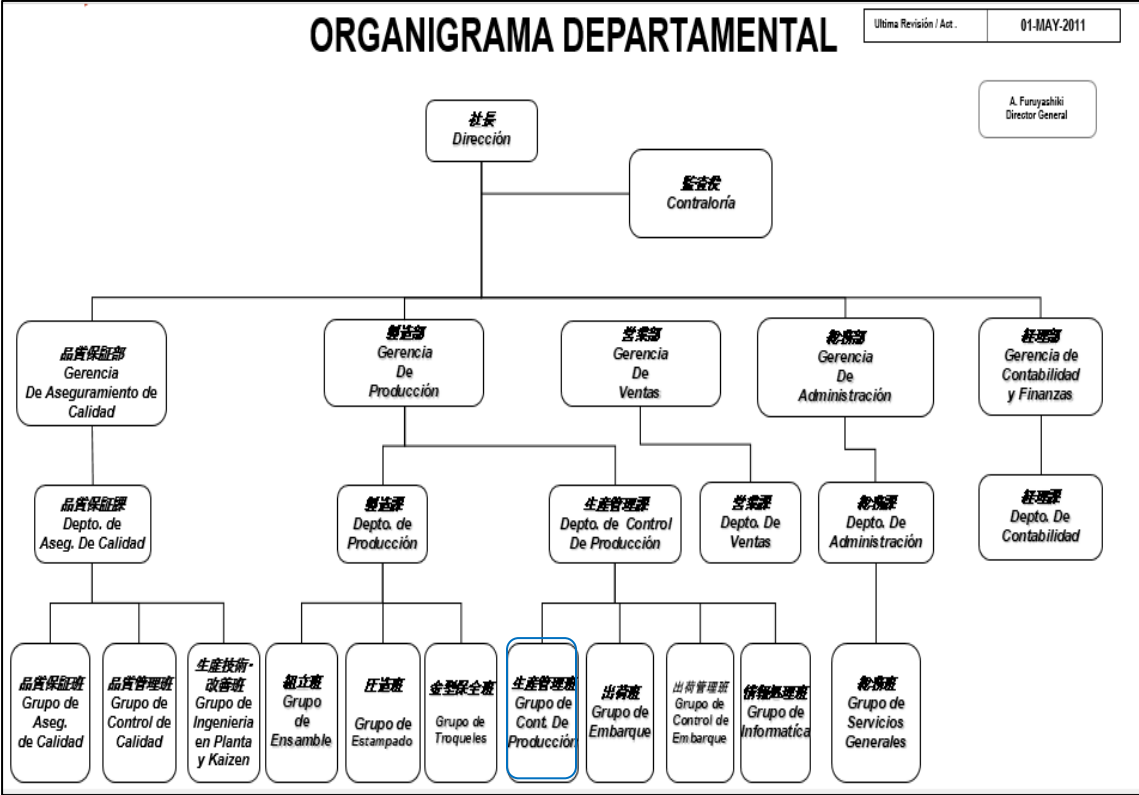 ORGANIGRAMA DEPARTAMENTAL
Ultima Revisión / Act .
01-MAY-2011
A. Furuyashiki
Director General
社長
Dirección
監査役
Contraloría
品質保証部
Gerencia
De Aseguramiento de
Calidad
製造部
Gerencia
De
Producción
営業部
Gerencia
De
Ventas
総務部
Gerencia
De
Administración
経理部
Gerencia de
Contabilidad
y Finanzas
品質保証課
Depto. de
Aseg. De Calidad
製造課
Depto. de
Producción
生産管理課
Depto. de Control
De Producción
営業課
Depto. De
Ventas
総務課
Depto. De
Administración
経理課
Depto. De
Contabilidad
品質保証班
Grupo de
Aseg.
de Calidad
品質管理班
Grupo de
Control de
Calidad
生産技術・
改善班
Grupo de
Ingenieria
en Planta
y Kaizen
組立班
Grupo
de
Ensamble
圧造班
Grupo de
Estampado
金型保全班
Grupo de
Troqueles
生産管理班
Grupo de
Cont. De
Producción
出荷班
Grupo de
Embarque
出荷管理班
Grupo de
Control de
Embarque
情報処理班
Grupo de
Informatíca
総務班
Grupo de
Servicios
Generales